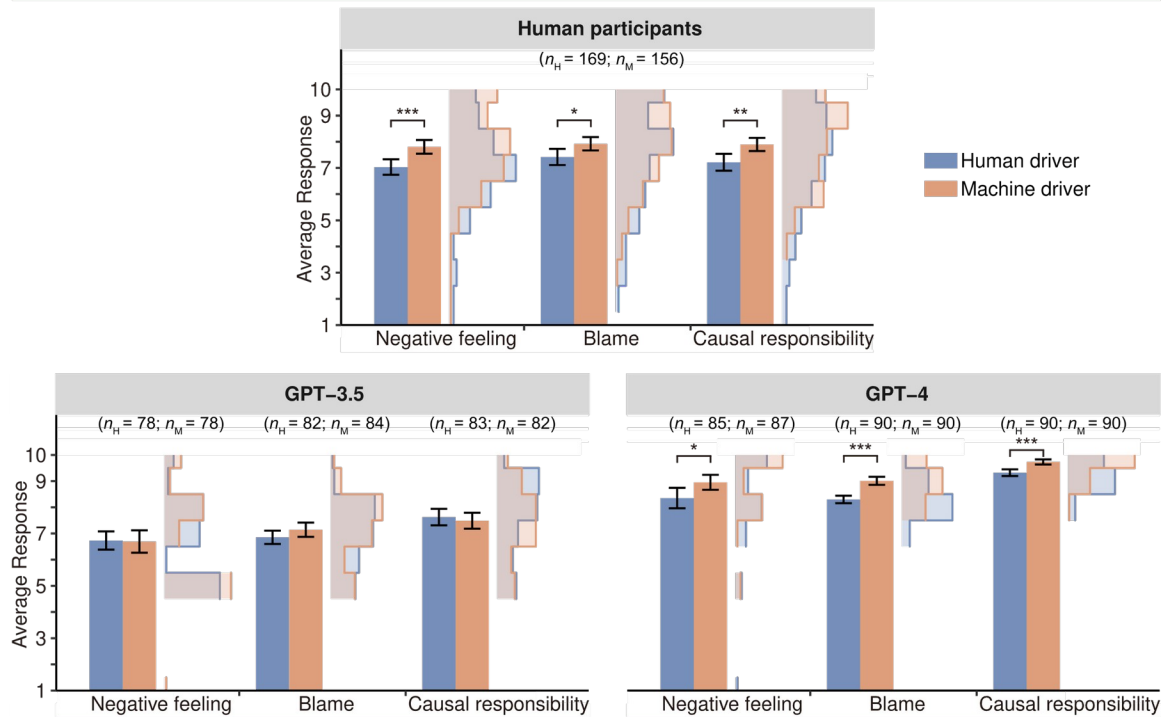 Human participants
(nH = 169; nM = 156)
Average Response
10
9
7
5
3
1
***
*
**
Negative feeling
Blame
Causal responsibility
Human driver
Machine driver
GPT−3.5
(nH = 78; nM = 78)
(nH = 82; nM = 84)
(nH = 83; nM = 82)
Average Response
10
9
7
5
3
1
Negative feeling
Blame
Causal responsibility
GPT−4
(nH = 85; nM = 87)
(nH = 90; nM = 90)
(nH = 90; nM = 90)
*
***
***
Negative feeling
Blame
Causal responsibility